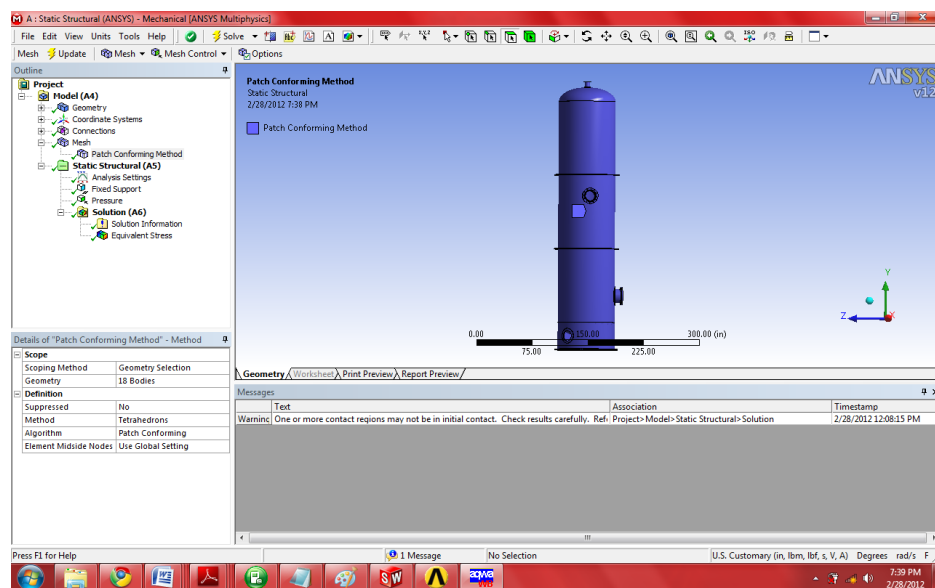 A : Static Structural (ANSYS) - Mechanical [ANSYS Multiphysics]
File Edit View Units Tools Help Solve
Mesh Update Mesh Mesh Control Options
Outline
Project
Model (A4)
Geometry
Coordinate Systems
Connections
Mesh
Patch Conforming Method
Static Structural (A5)
Analysis Settings
Fixed Support
Pressure
Solution (A6)
Solution Information
Equivalent Stress
Details of "Patch Conforming Method" - Method
Scope
Scoping Method Geometry Selection
Geometry 18 Bodies
Definition
Suppressed No
Method Tetrahedrons
Algorithm Patch Conforming
Element Midside Nodes Use Global Setting
Patch Conforming Method
Static Structural
2/28/2012 7:38 PM
Patch Conforming Method
ANSYS
v12
Y
Z
X
0.00 150.00 300.00 (in)
75.00 225.00
Geometry Worksheet Print Preview Report Preview
Messages
Text Association Timestamp
Warninc One or more contact regions may not be in initial contact. Check results carefully. Refe Project>Model>Static Structural>Solution 2/28/2012 12:08:15 PM
Press F1 for Help 1 Message No Selection U.S. Customary (in, lbm, lbf, s, V, A) Degrees rad/s F
7:39 PM
2/28/2012